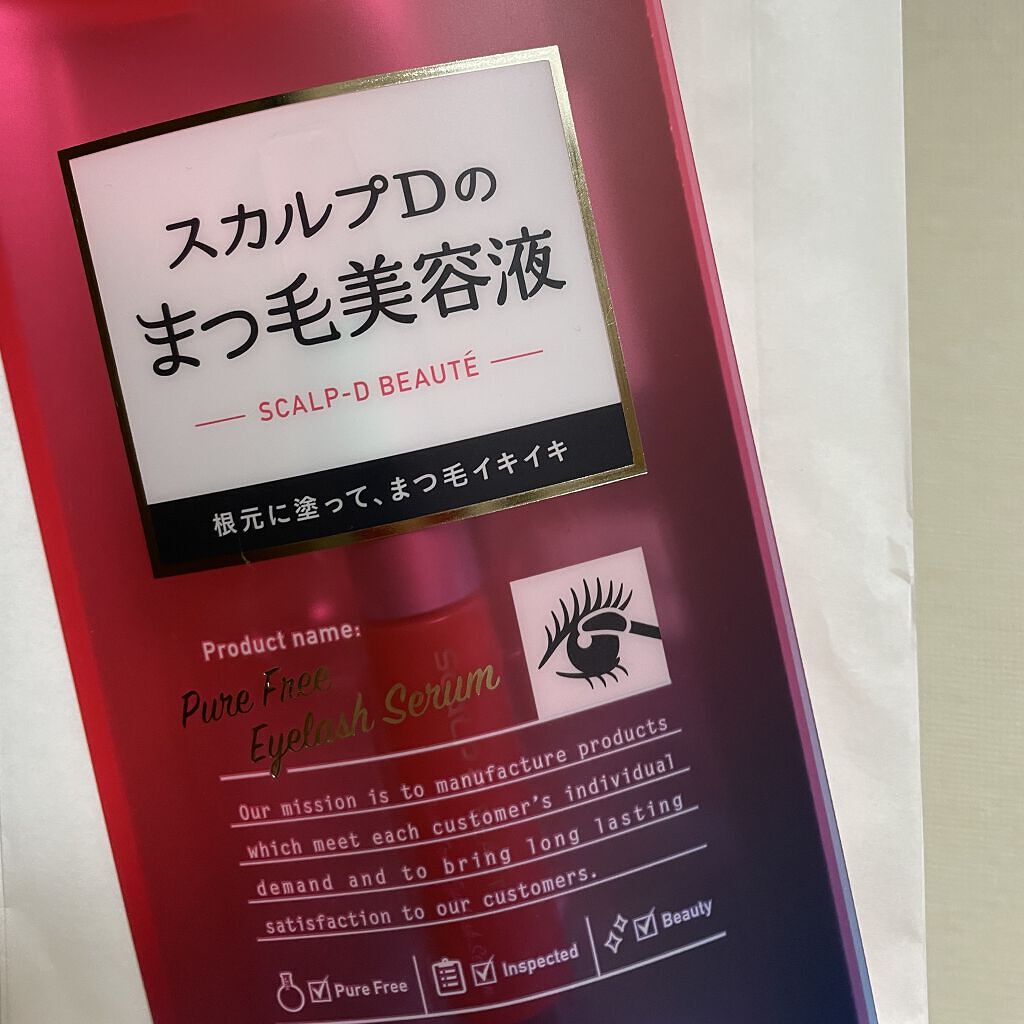 スカルプDの
まつ毛美容液
SCALP-D BEAUTÉ
根元に塗って、まつ毛イキイキ
Product name:
Pure Free
Eyelash Serum
Our mission is to manufacture products
which meet each customer's individual
demand and to bring long lasting
satisfaction to our customers.
Pure Free
Inspected
Beauty